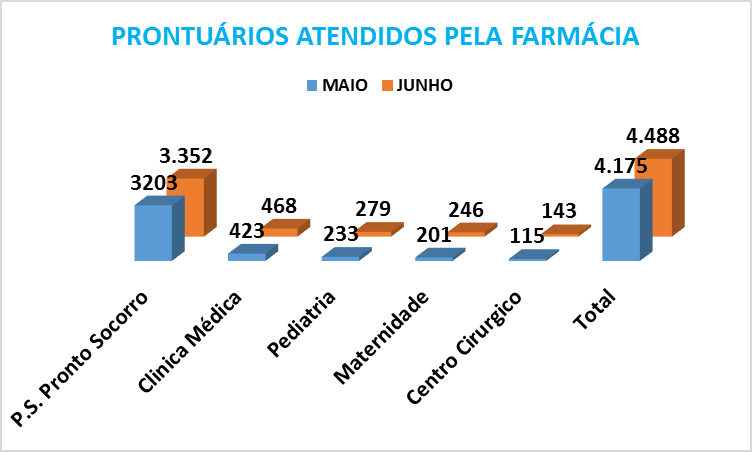 PRONTUÁRIOS ATENDIDOS PELA FARMÁCIA
MAIO JUNHO
3203 3.352
423 468
233 279
201 246
115 143
4.175 4.488
P.S. Pronto Socorro
Clinica Médica
Pediatria
Maternidade
Centro Cirurgico
Total